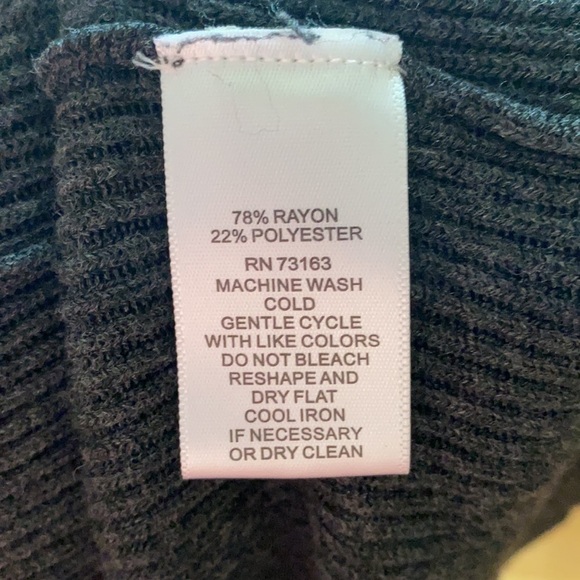 78% RAYON
22% POLYESTER
RN 73163
MACHINE WASH
COLD
GENTLE CYCLE
WITH LIKE COLORS
DO NOT BLEACH
RESHAPE AND
DRY FLAT
COOL IRON
IF NECESSARY
OR DRY CLEAN